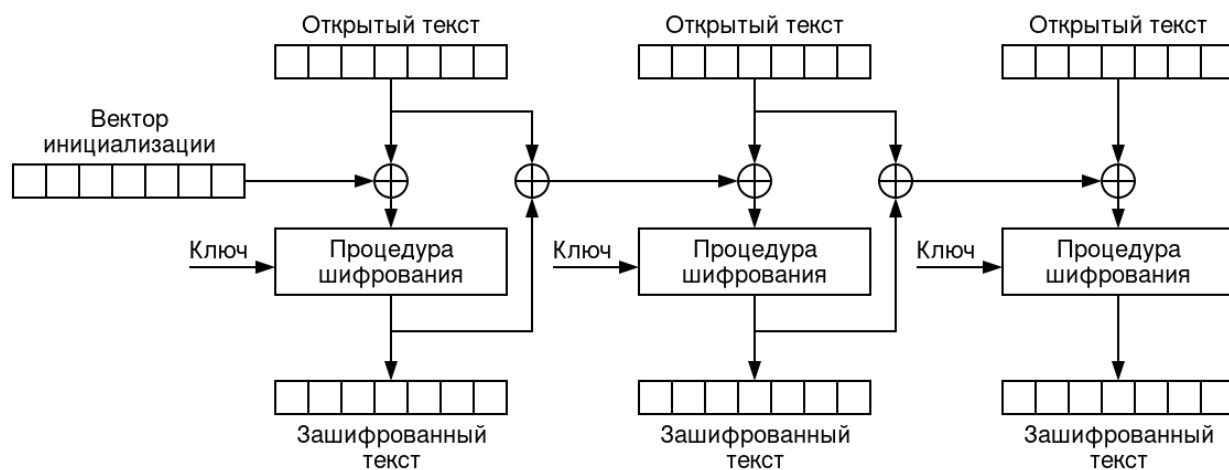 Открытый текст
Открытый текст
Открытый текст
Вектор
инициализации
Ключ
Процедура
шифрования
Ключ
Процедура
шифрования
Ключ
Процедура
шифрования
Зашифрованный
текст
Зашифрованный
текст
Зашифрованный
текст